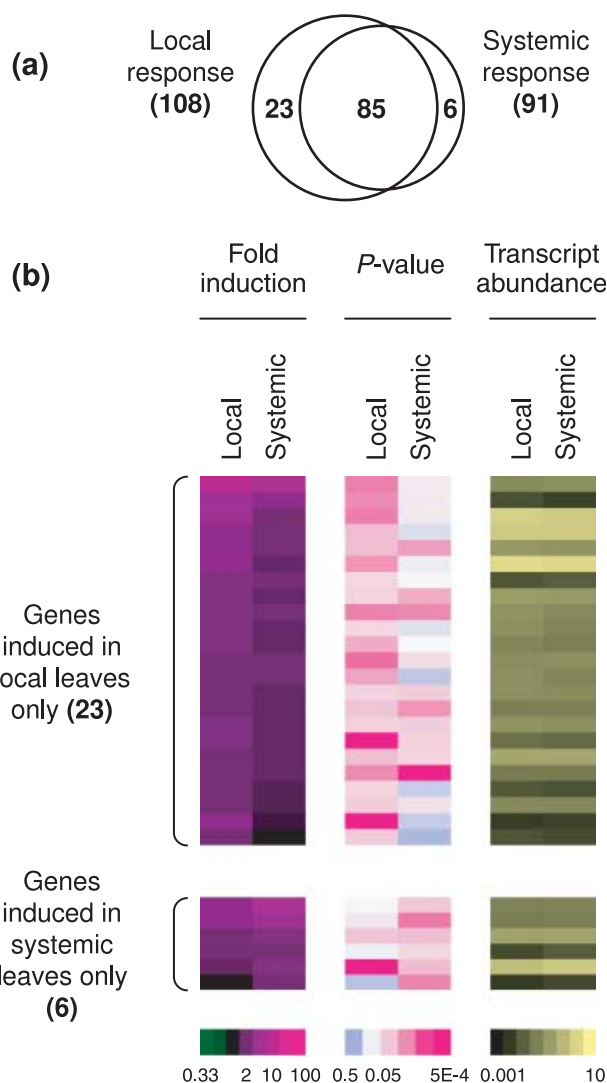 (a)
Local
response
(108)
23
85
6
Systemic
response
(91)
(b)
Fold
induction
P-value
Transcript
abundance
Local
Systemic
Local
Systemic
Local
Systemic
Genes
induced in
ocal leaves
only (23)
Genes
induced in
systemic
leaves only
(6)
0.33 2 10 100
0.5 0.05 5E-4
0.001 10